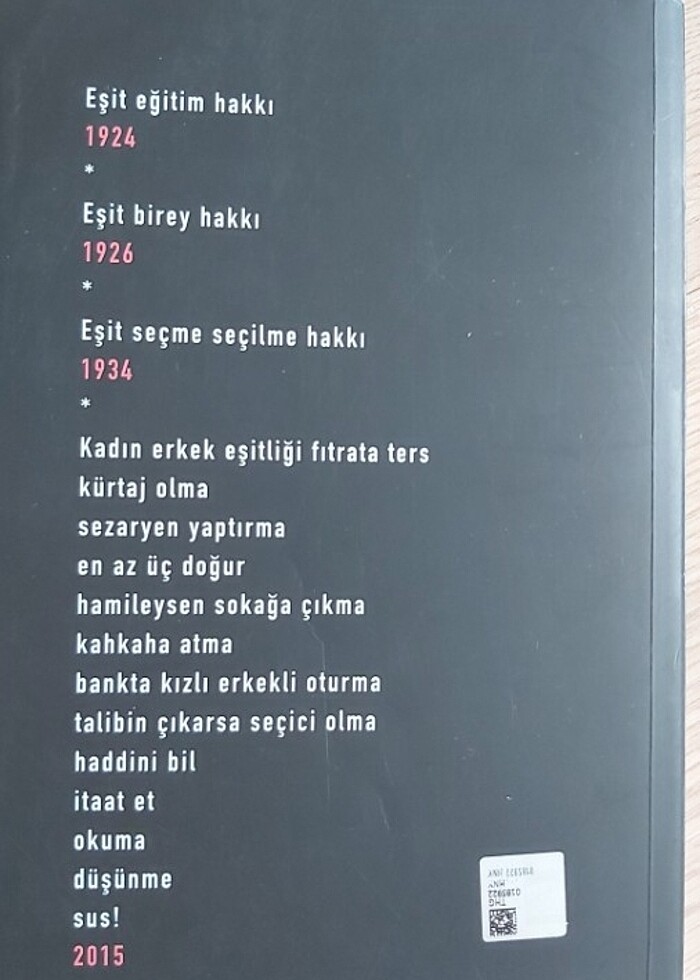 Eşit eğitim hakkı
1924
*
Eşit birey hakkı
1926
*
Eşit seçme seçilme hakkı
1934
*
Kadın erkek eşitliği fıtrata ters
kürtaj olma
sezaryen yaptırma
en az üç doğur
hamileysen sokağa çıkma
kahkaha atma
bankta kızlı erkekli oturma
talibin çıkarsa seçici olma
haddini bil
itaat et
okuma
düşünme
sus!
2015
THG